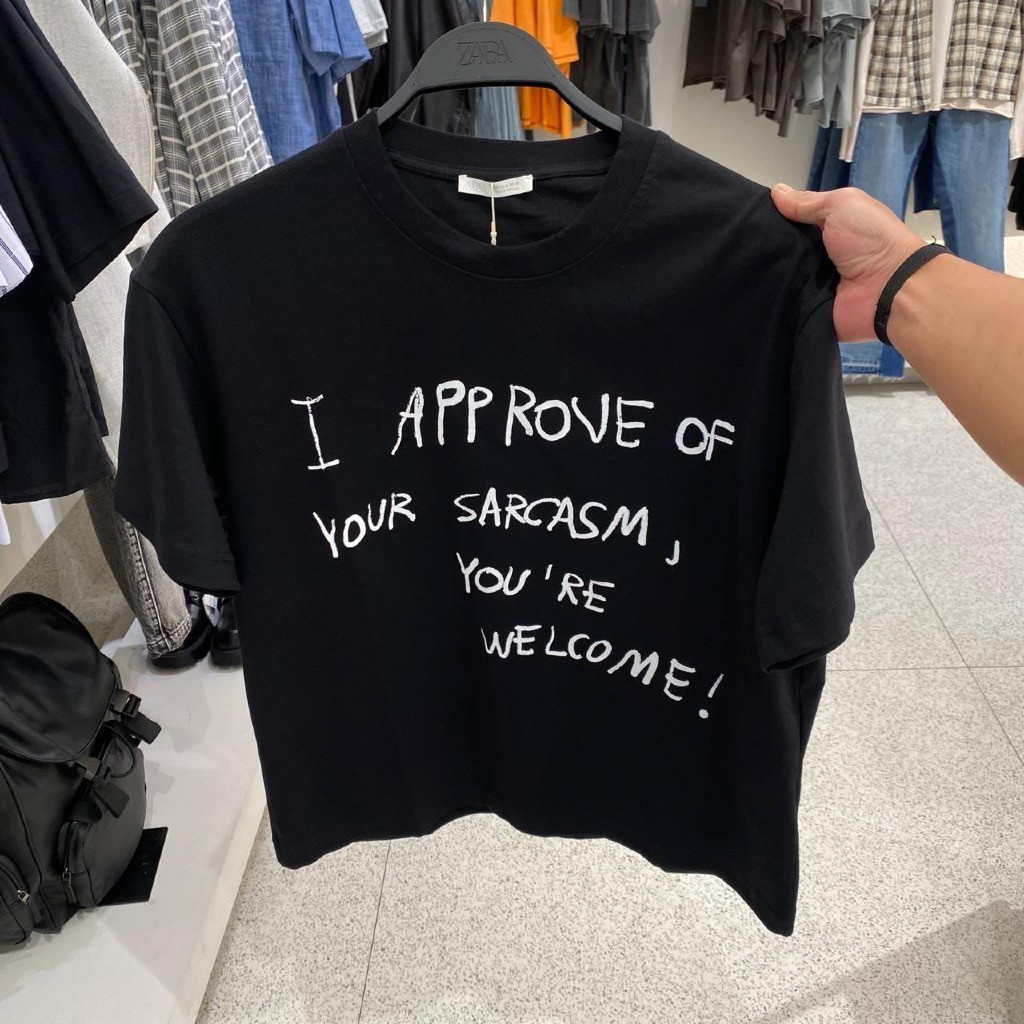 ZARA
I APPROVE OF
YOUR SARCASM,
YOU'RE
WELCOME!